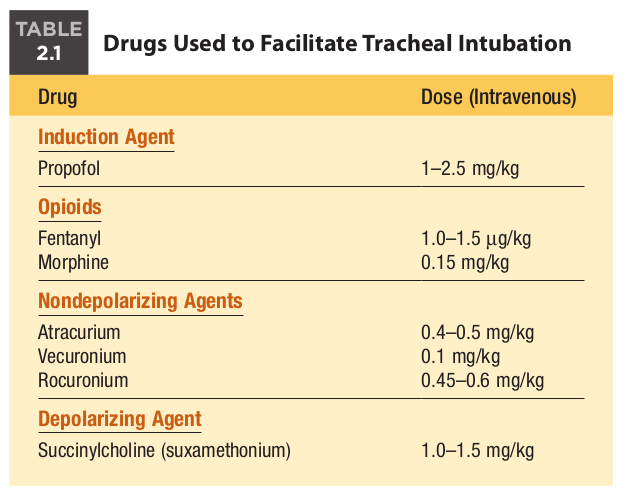 TABLE
2.1
Drugs Used to Facilitate Tracheal Intubation
Drug Dose (Intravenous)
Induction Agent
Propofol 1–2.5 mg/kg
Opioids
Fentanyl 1.0–1.5 μg/kg
Morphine 0.15 mg/kg
Nondepolarizing Agents
Atracurium 0.4–0.5 mg/kg
Vecuronium 0.1 mg/kg
Rocuronium 0.45–0.6 mg/kg
Depolarizing Agent
Succinylcholine (suxamethonium) 1.0–1.5 mg/kg